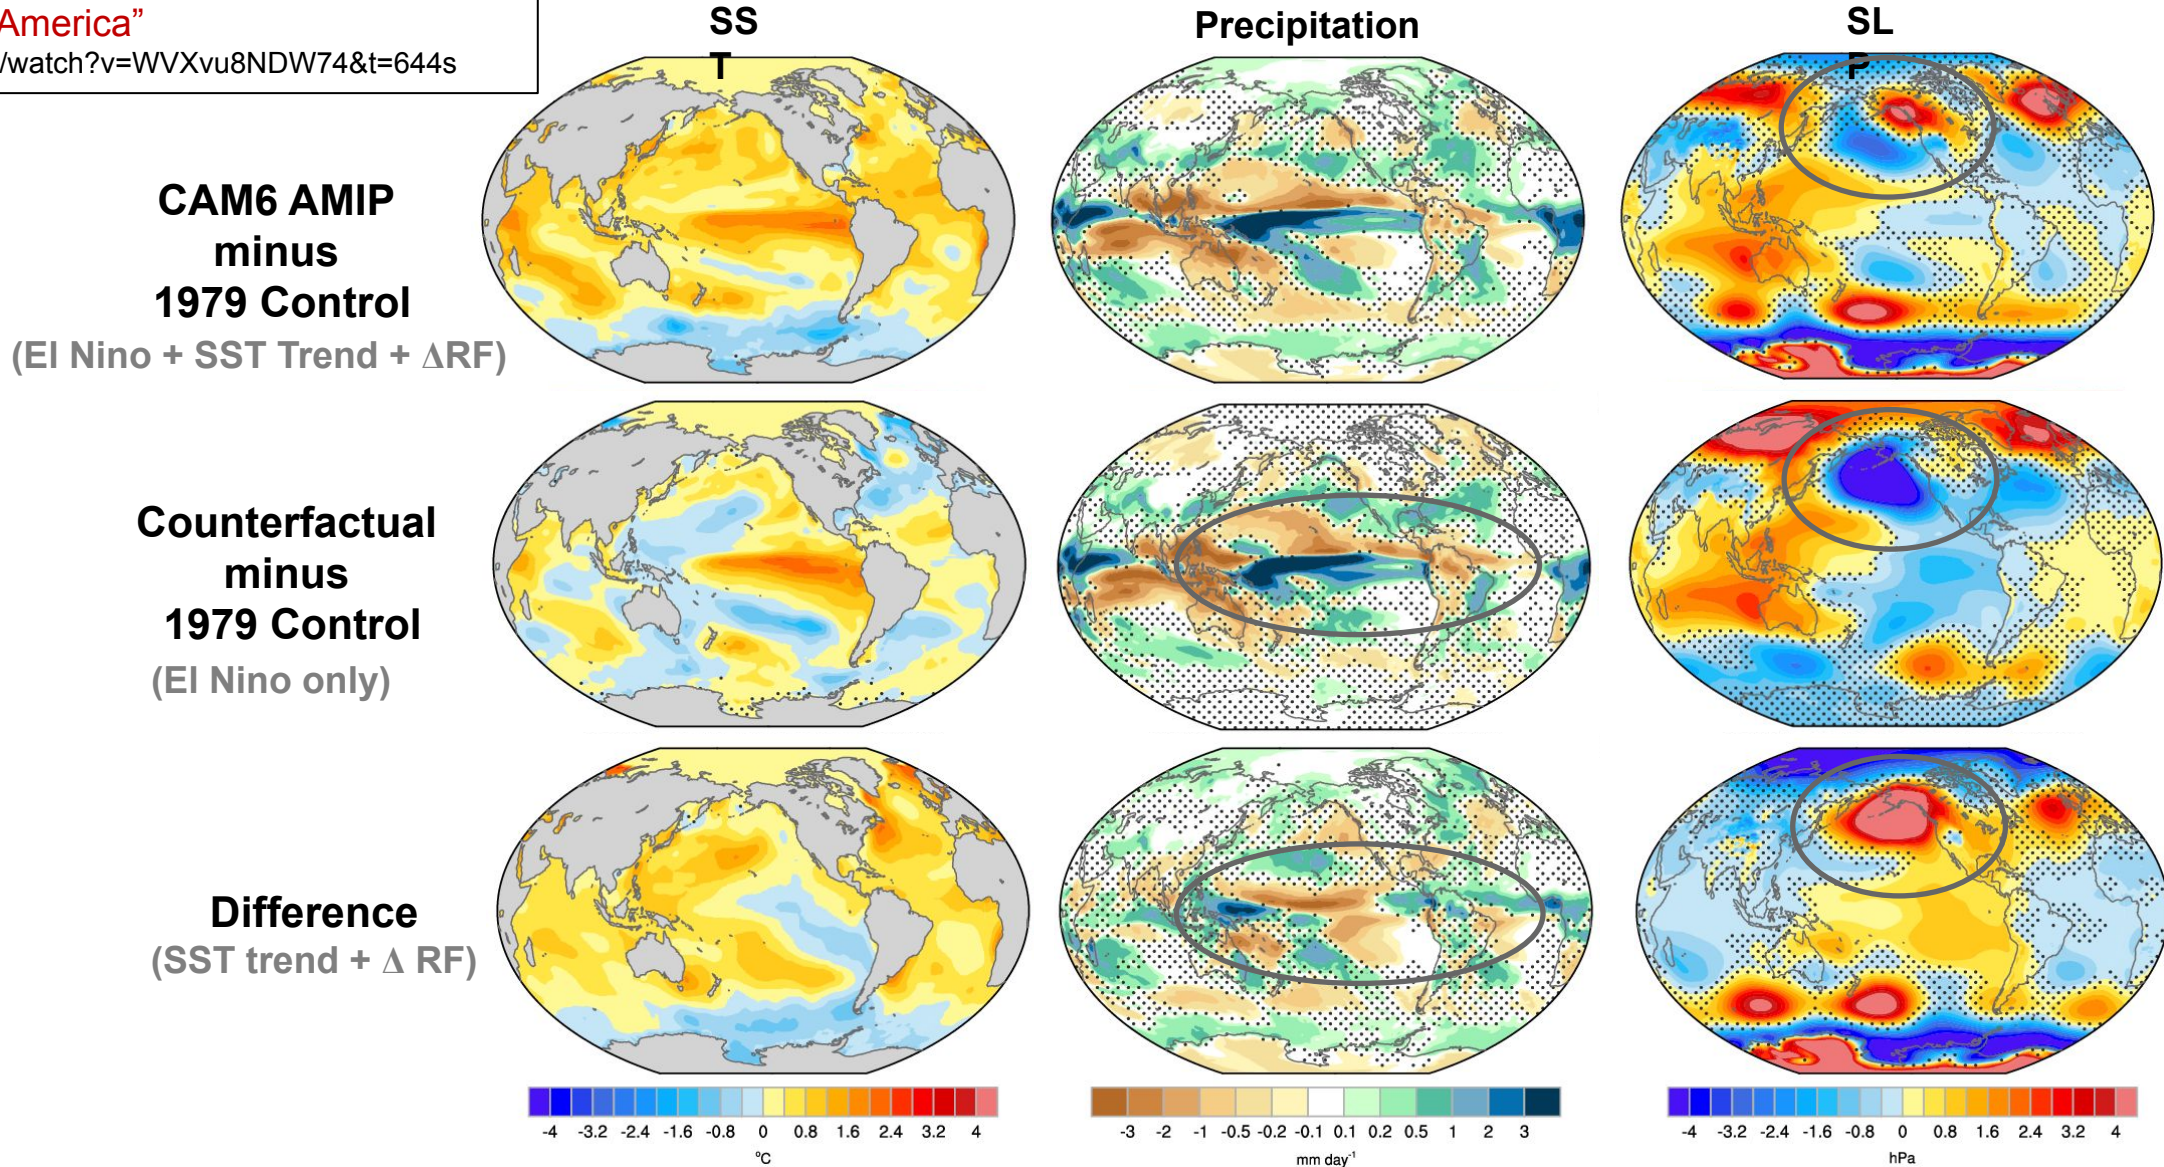 America”
/watch?v=WVXvu8NDW74&t=644s
SS
T
Precipitation
SL
P
CAM6 AMIP
minus
1979 Control
(El Nino + SST Trend + ΔRF)
Counterfactual
minus
1979 Control
(El Nino only)
Difference
(SST trend + Δ RF)
-4 -3.2 -2.4 -1.6 -0.8 0 0.8 1.6 2.4 3.2 4
°C
-3 -2 -1 -0.5 -0.2 -0.1 0.1 0.2 0.5 1 2 3
mm day⁻¹
-4 -3.2 -2.4 -1.6 -0.8 0 0.8 1.6 2.4 3.2 4
hPa